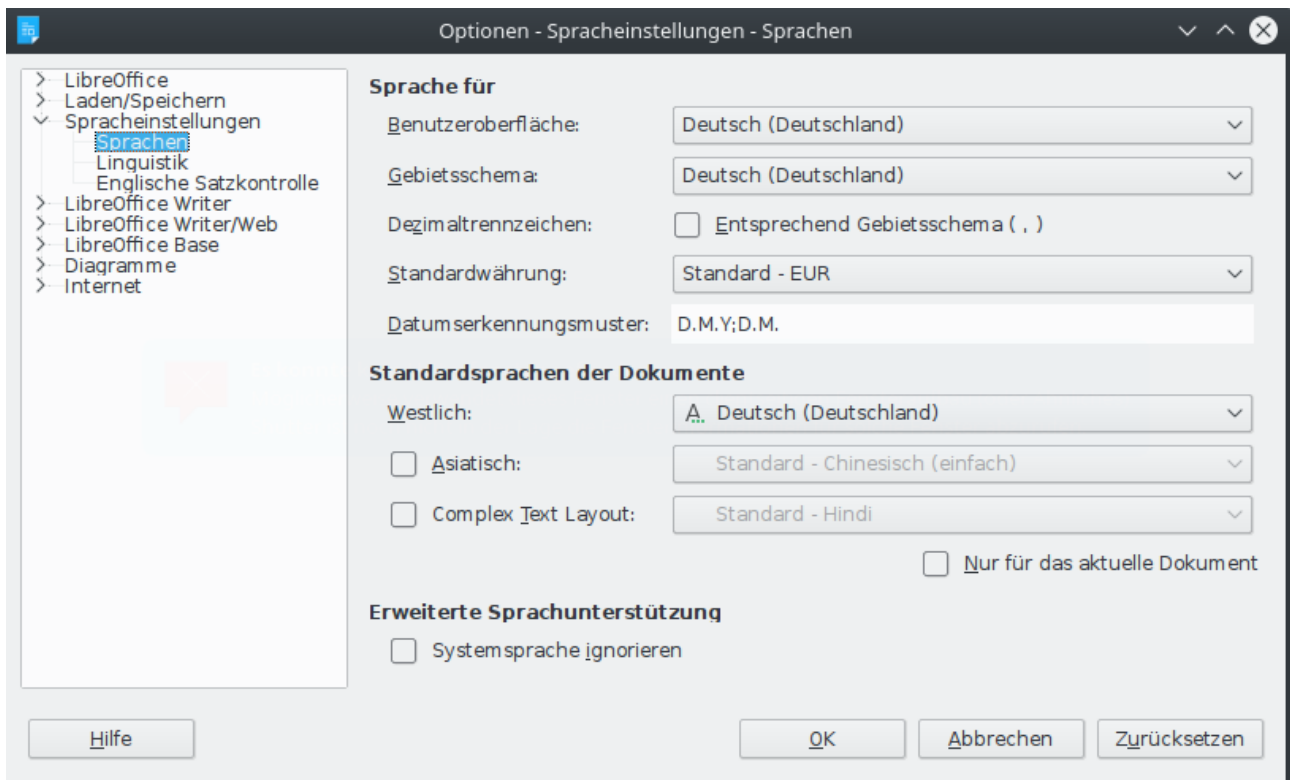 Optionen - Spracheinstellungen - Sprachen
LibreOffice
Laden/Speichern
Spracheinstellungen
Sprachen
Linguistik
Englische Satzkontrolle
LibreOffice Writer
LibreOffice Writer/Web
LibreOffice Base
Diagramme
Internet
Sprache für
Benutzeroberfläche: Deutsch (Deutschland)
Gebietsschema: Deutsch (Deutschland)
Dezimaltrennzeichen: Entsprechend Gebietsschema ( , )
Standardwährung: Standard - EUR
Datumserkennungsmuster: D.M.Y;D.M.
Standardsprachen der Dokumente
Westlich: Deutsch (Deutschland)
Asiatisch: Standard - Chinesisch (einfach)
Complex Text Layout: Standard - Hindi
Nur für das aktuelle Dokument
Erweiterte Sprachunterstützung
Systemsprache ignorieren
Hilfe OK Abbrechen Zurücksetzen